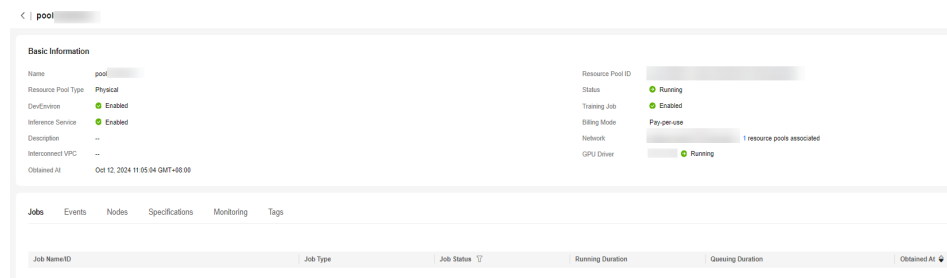 < | pool
Basic Information
Name pool
Resource Pool ID
Resource Pool Type Physical
Status Running
DevEnviron Enabled
Training Job Enabled
Inference Service Enabled
Billing Mode Pay-per-use
Description --
Network 1 resource pools associated
Interconnect VPC --
GPU Driver Running
Obtained At Oct 12, 2024 11:05:04 GMT+08:00
Jobs Events Nodes Specifications Monitoring Tags
Job Name/ID Job Type Job Status Running Duration Queuing Duration Obtained At